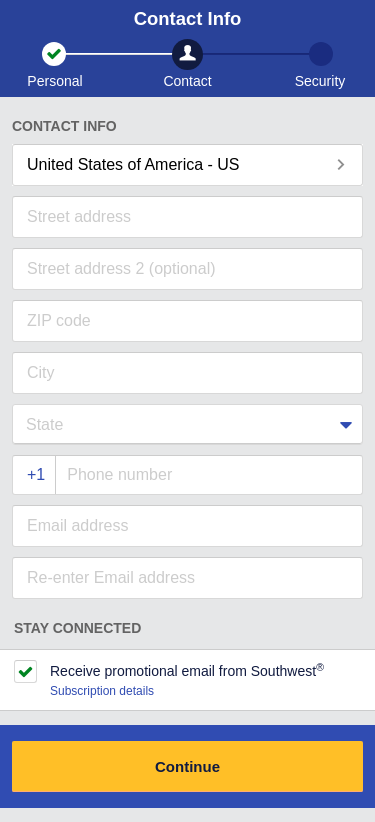 Contact Info
Personal
Contact
Security
CONTACT INFO
United States of America - US
Street address
Street address 2 (optional)
ZIP code
City
State
+1 Phone number
Email address
Re-enter Email address
STAY CONNECTED
Receive promotional email from Southwest®
Subscription details
Continue